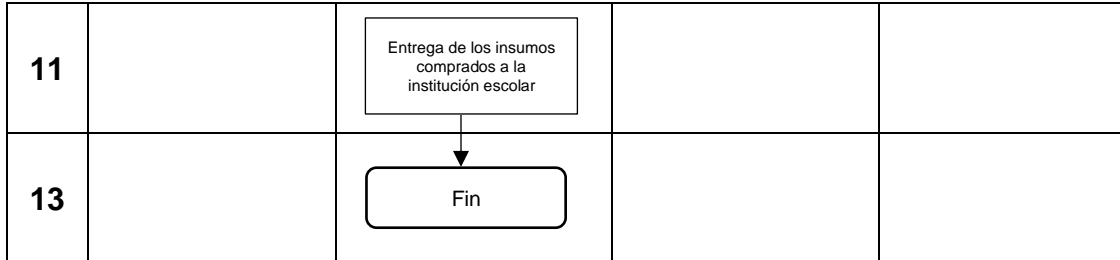 11
Entrega de los insumos
comprados a la
institución escolar
13
Fin